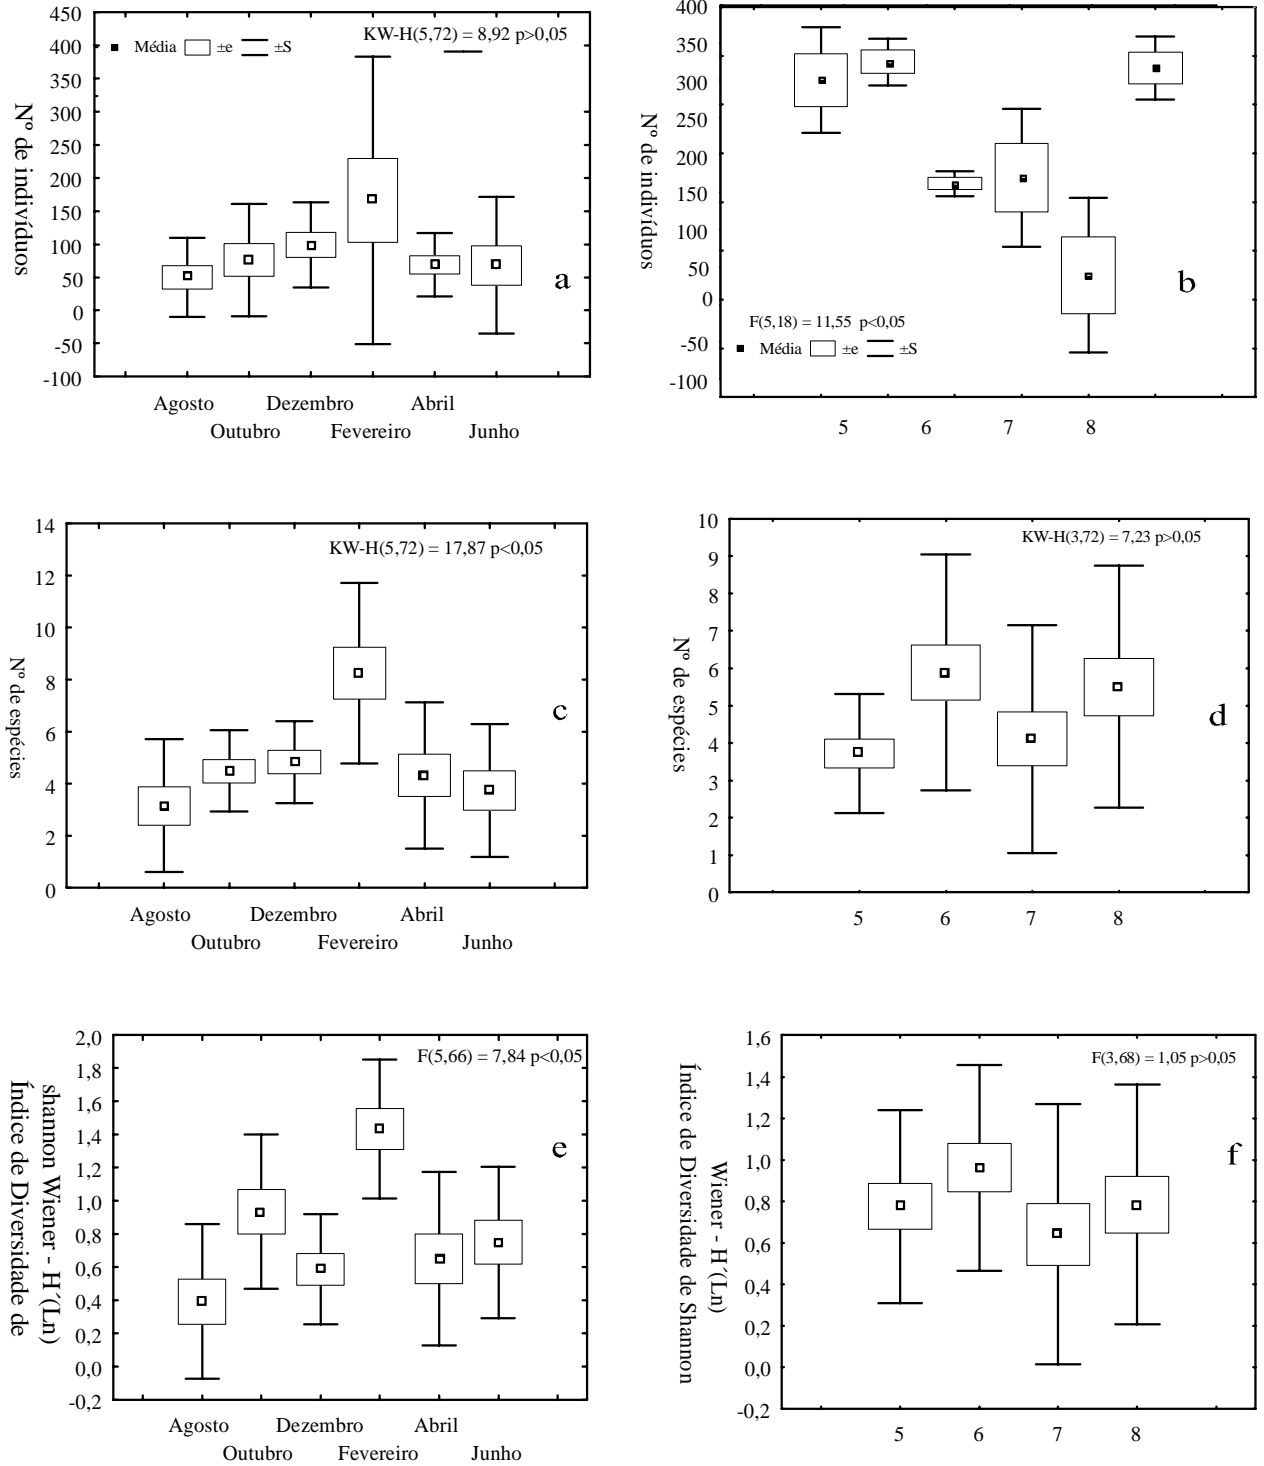 450
400
350
300
250
200
150
100
50
0
-50
-100
Nº de indivíduos
KW-H(5,72) = 8,92 p>0,05
Média ±e ±S
a
Agosto
Outubro
Dezembro
Fevereiro
Abril
Junho
400
350
300
250
200
150
100
50
0
-50
-100
Nº de indivíduos
F(5,18) = 11,55 p<0,05
Média ±e ±S
b
5 6 7 8
14
12
10
8
6
4
2
0
Nº de espécies
KW-H(5,72) = 17,87 p<0,05
c
Agosto
Outubro
Dezembro
Fevereiro
Abril
Junho
10
9
8
7
6
5
4
3
2
1
0
Nº de espécies
KW-H(3,72) = 7,23 p>0,05
d
5 6 7 8
2,0
1,8
1,6
1,4
1,2
1,0
0,8
0,6
0,4
0,2
0,0
-0,2
Índice de Diversidade de
shannon Wiener - H´(Ln)
F(5,66) = 7,84 p<0,05
e
Agosto
Outubro
Dezembro
Fevereiro
Abril
Junho
1,6
1,4
1,2
1,0
0,8
0,6
0,4
0,2
0,0
-0,2
Índice de Diversidade de Shannon
Wiener - H´(Ln)
F(3,68) = 1,05 p>0,05
f
5 6 7 8